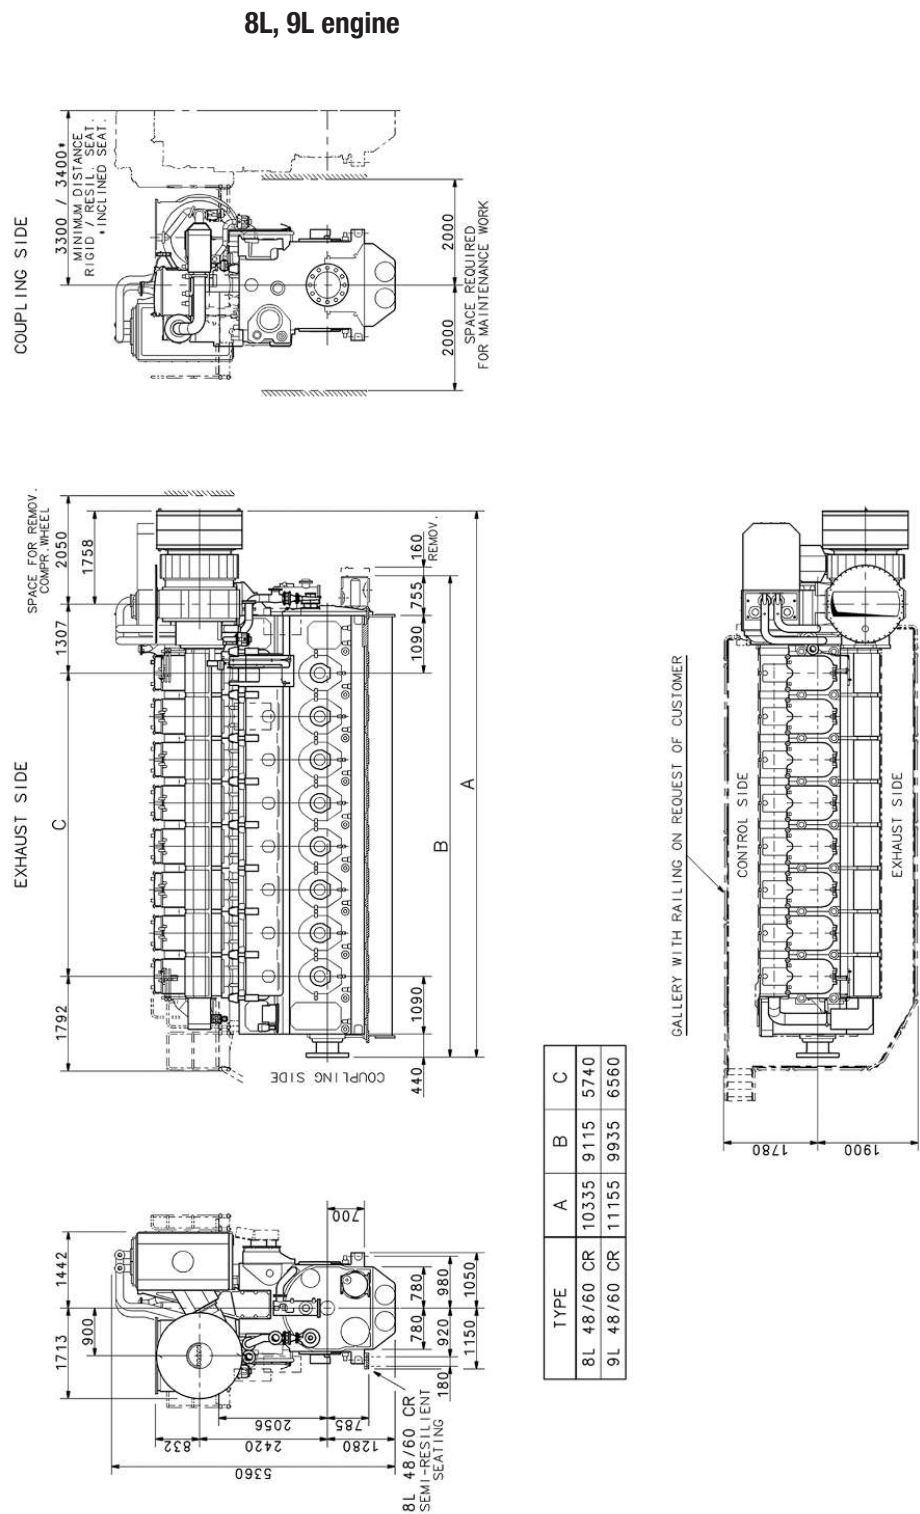 8L, 9L engine
COUPLING SIDE
3300 / 3400*
MINIMUM DISTANCE
RIGID / RESIL. SEAT.
*INCLINED SEAT.
2000
2000
SPACE REQUIRED
FOR MAINTENANCE WORK
EXHAUST SIDE
SPACE FOR REMOV.
COMPR.WHEEL
2050
1758
1307
C
1792
160
REMOV.
755
1090
A
B
1090
440
COUPLING SIDE
GALLERY WITH RAILING ON REQUEST OF CUSTOMER
CONTROL SIDE
EXHAUST SIDE
1780
1900
TYPE A B C
8L 48/60 CR 10335 9115 5740
9L 48/60 CR 11155 9935 6560
1442
900
1713
700
780
980
1050
780
920
1150
180
2056
785
832
2420
1280
5360
8L 48/60 CR
SEMI-RESILIENT
SEATING